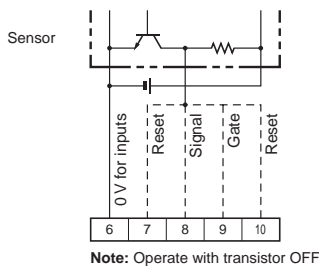 Sensor
0 V for inputs
Reset
Signal
Gate
Reset
6 7 8 9 10
Note: Operate with transistor OFF